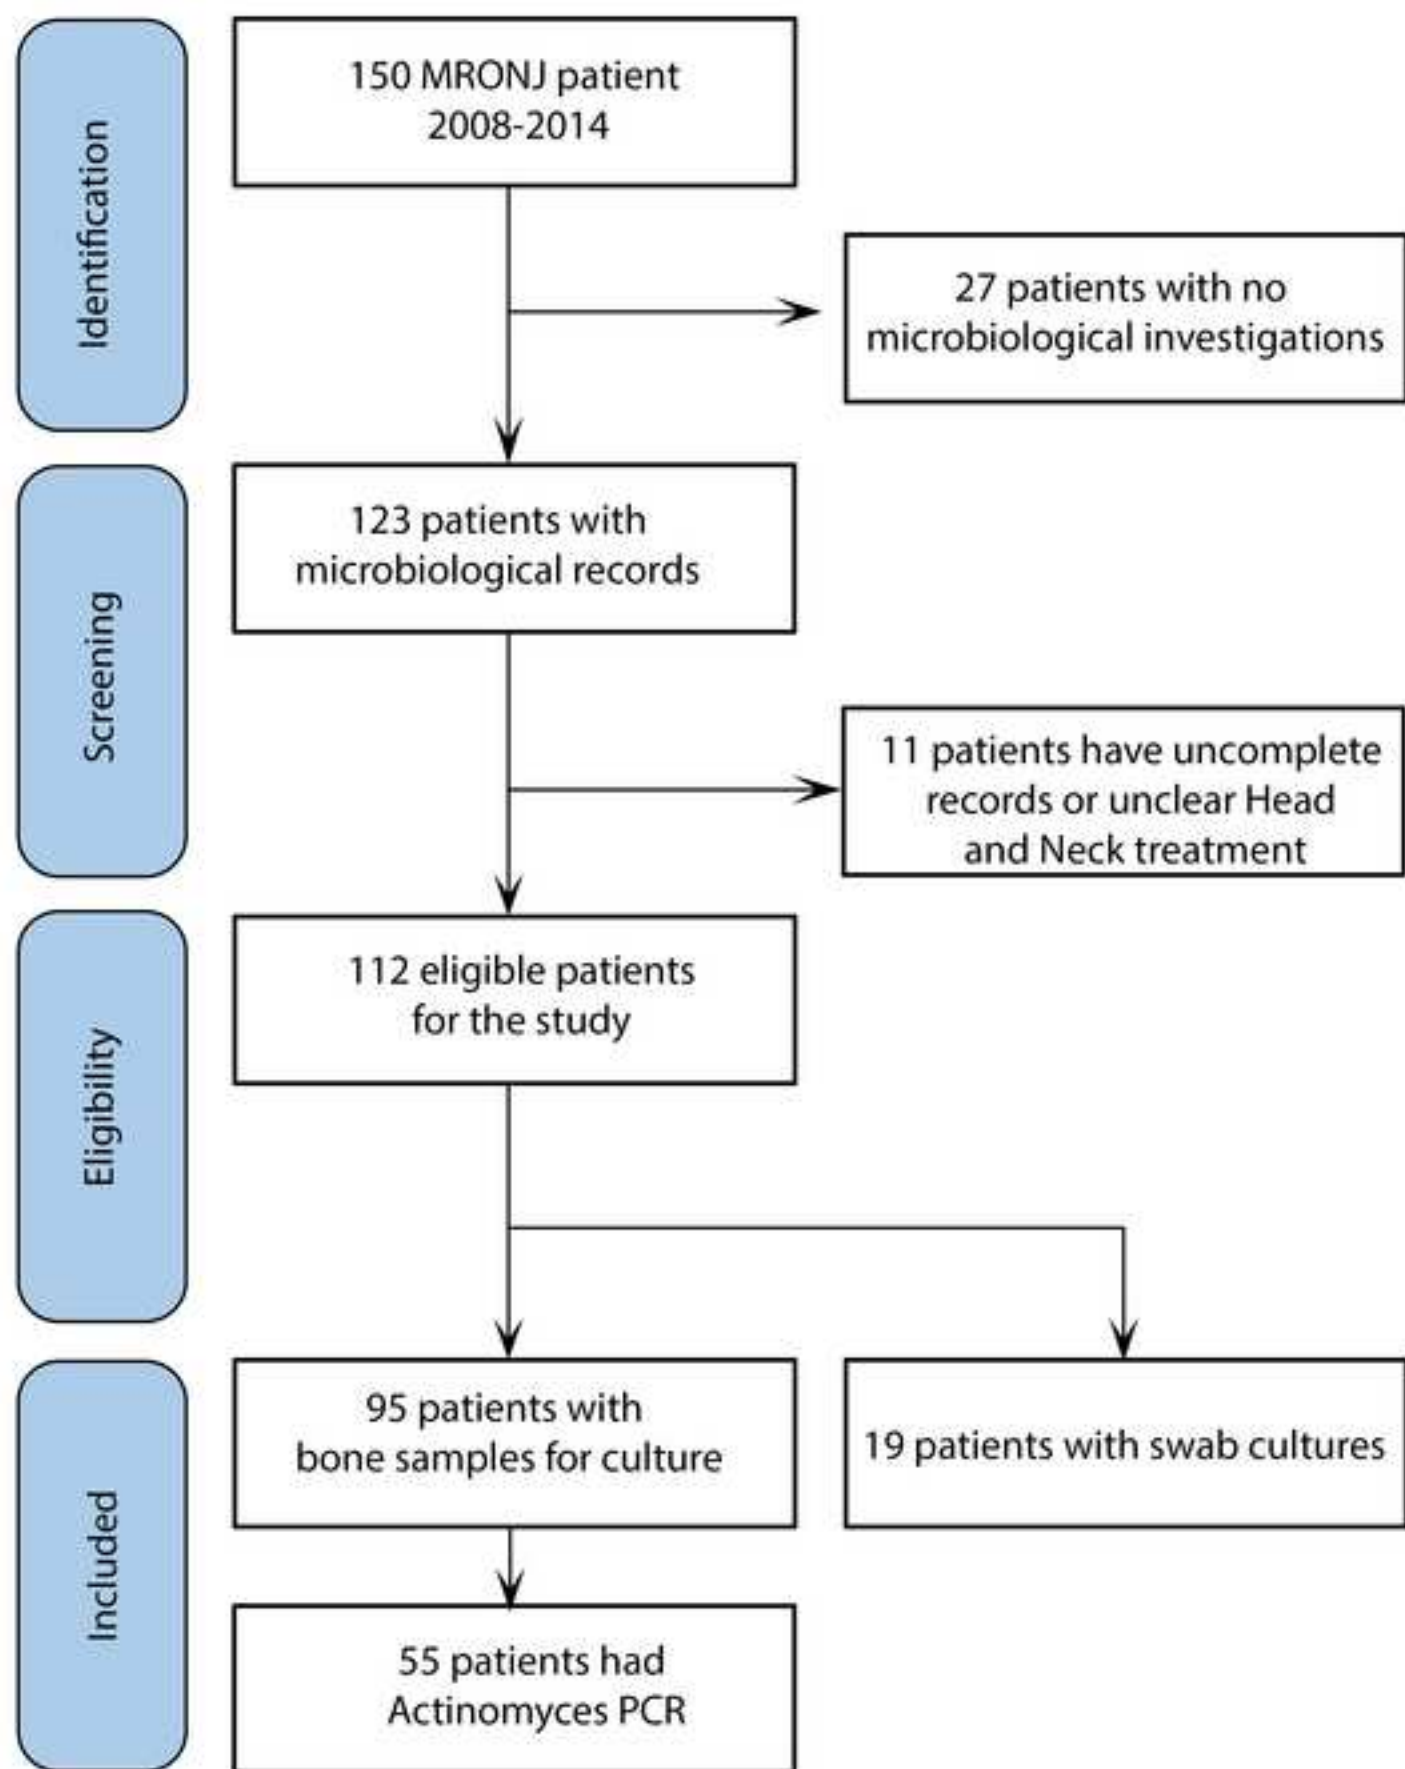 Identification
150 MRONJ patient
2008-2014
27 patients with no
microbiological investigations
Screening
123 patients with
microbiological records
11 patients have uncomplete
records or unclear Head
and Neck treatment
Eligibility
112 eligible patients
for the study
Included
95 patients with
bone samples for culture
19 patients with swab cultures
55 patients had
Actinomyces PCR